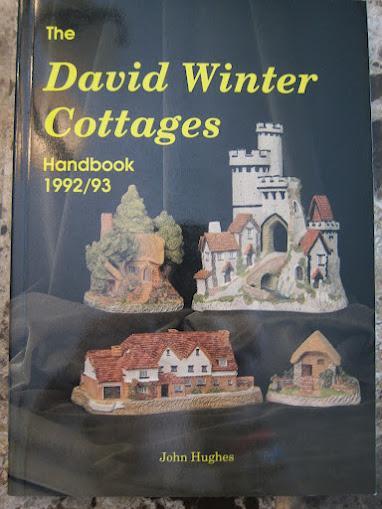 The
David Winter
Cottages
Handbook
1992/93
John Hughes